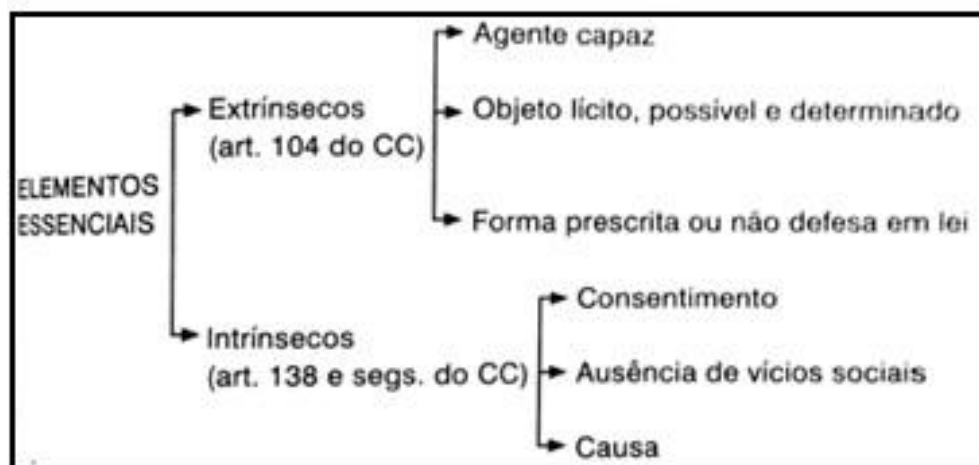 ELEMENTOS
ESSENCIAIS
Extrínsecos
(art. 104 do CC)
Agente capaz
Objeto lícito, possível e determinado
Forma prescrita ou não defesa em lei
Intrínsecos
(art. 138 e segs. do CC)
Consentimento
Ausência de vícios sociais
Causa